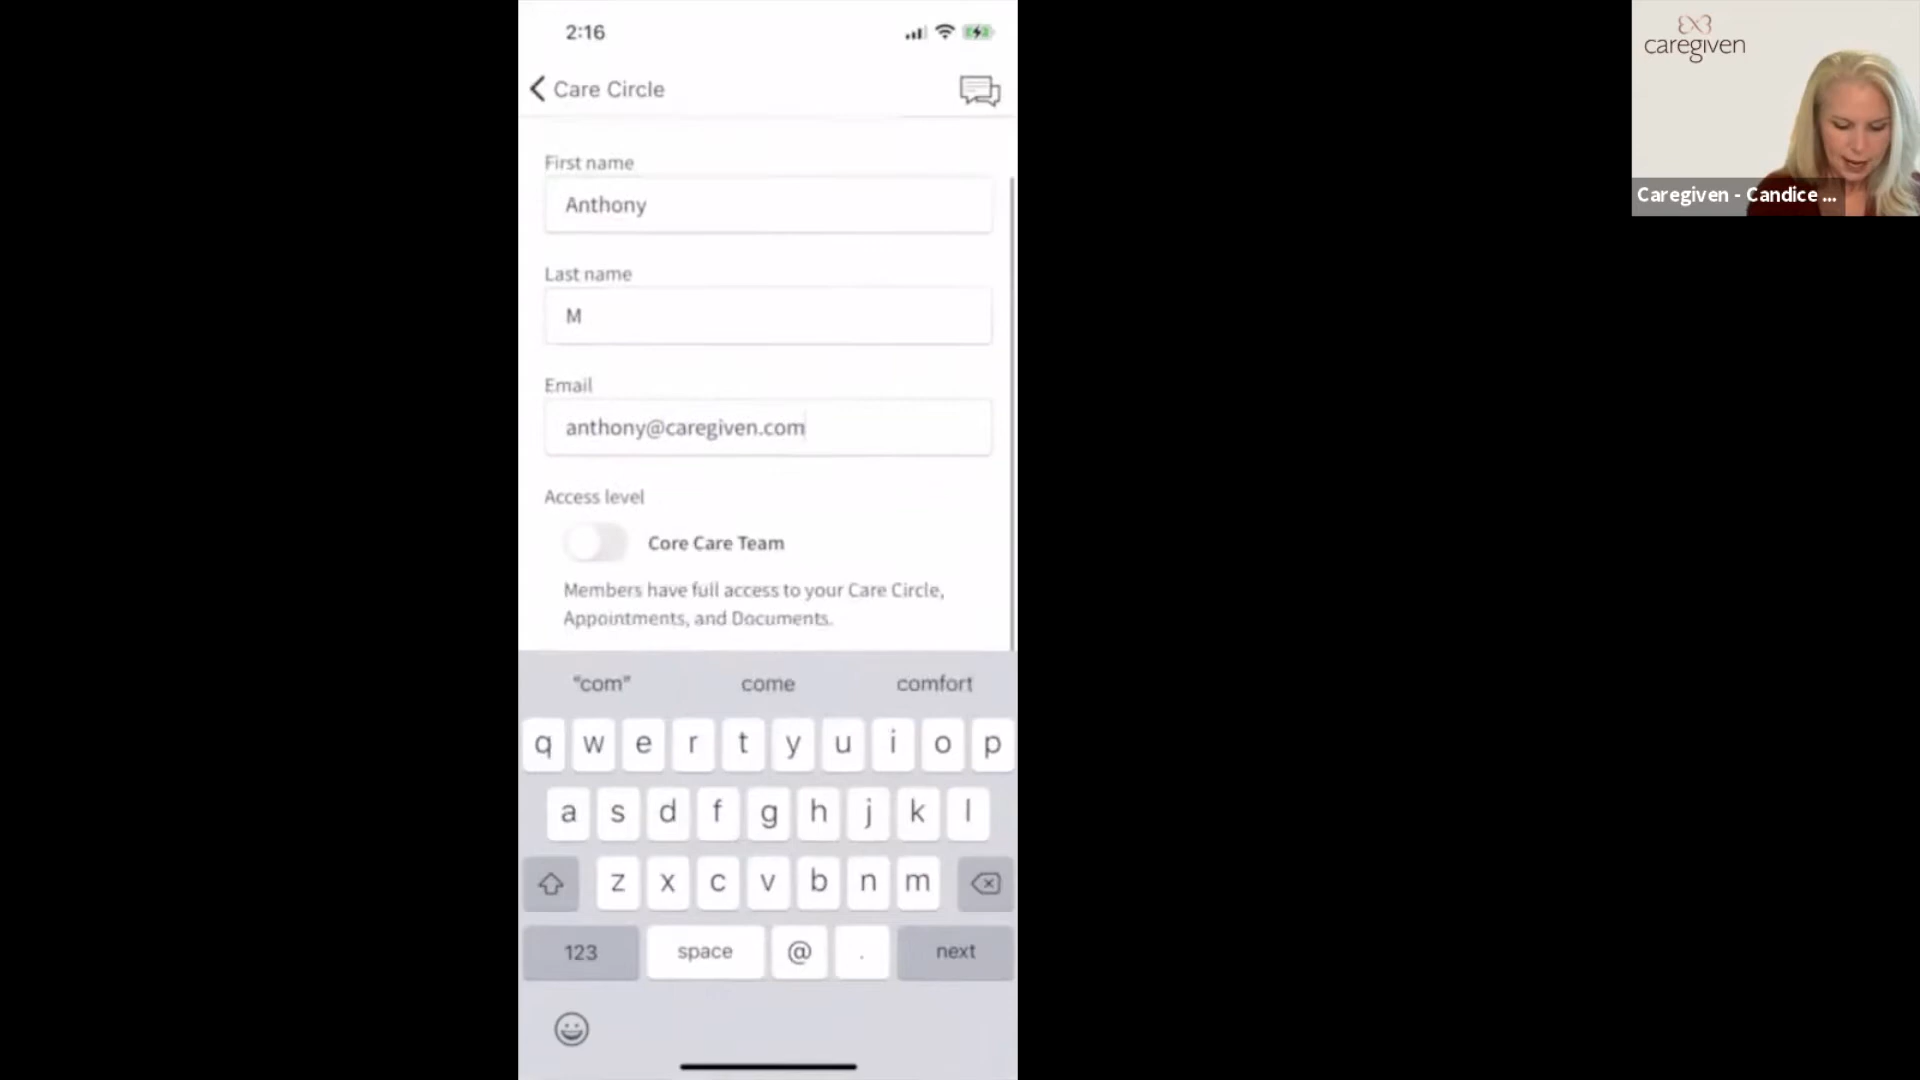 2:16
Care Circle
First name
Anthony
Last name
M
Email
anthony@caregiven.com
Access level
Core Care Team
Members have full access to your Care Circle,
Appointments, and Documents.
“com” come comfort
q w e r t y u i o p
a s d f g h j k l
z x c v b n m
123 space @ . next
caregiven
Caregiven - Candice ...